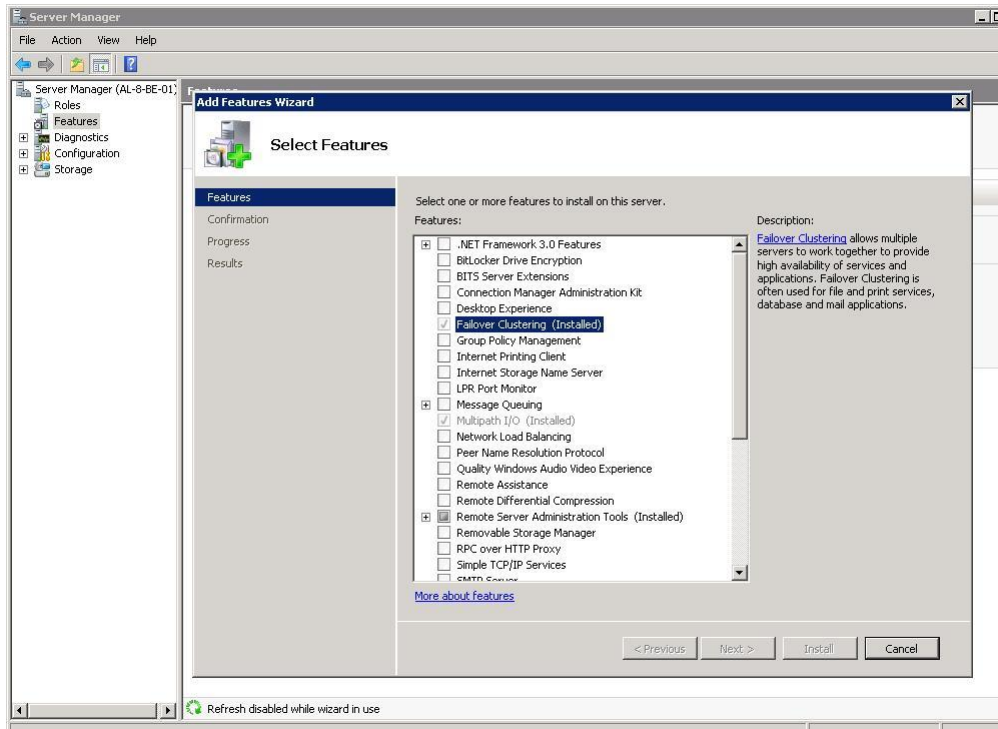 Server Manager
File Action View Help
Server Manager (AL-8-BE-01)
Roles
Features
Diagnostics
Configuration
Storage
Features
Add Features Wizard
Select Features
Features
Confirmation
Progress
Results
Select one or more features to install on this server.
Features:
.NET Framework 3.0 Features
BitLocker Drive Encryption
BITS Server Extensions
Connection Manager Administration Kit
Desktop Experience
Failover Clustering (Installed)
Group Policy Management
Internet Printing Client
Internet Storage Name Server
LPR Port Monitor
Message Queuing
Multipath I/O (Installed)
Network Load Balancing
Peer Name Resolution Protocol
Quality Windows Audio Video Experience
Remote Assistance
Remote Differential Compression
Remote Server Administration Tools (Installed)
Removable Storage Manager
RPC over HTTP Proxy
Simple TCP/IP Services
SMTP Server
Description:
Failover Clustering allows multiple
servers to work together to provide
high availability of services and
applications. Failover Clustering is
often used for file and print services,
database and mail applications.
More about features
< Previous
Next >
Install
Cancel
Refresh disabled while wizard in use